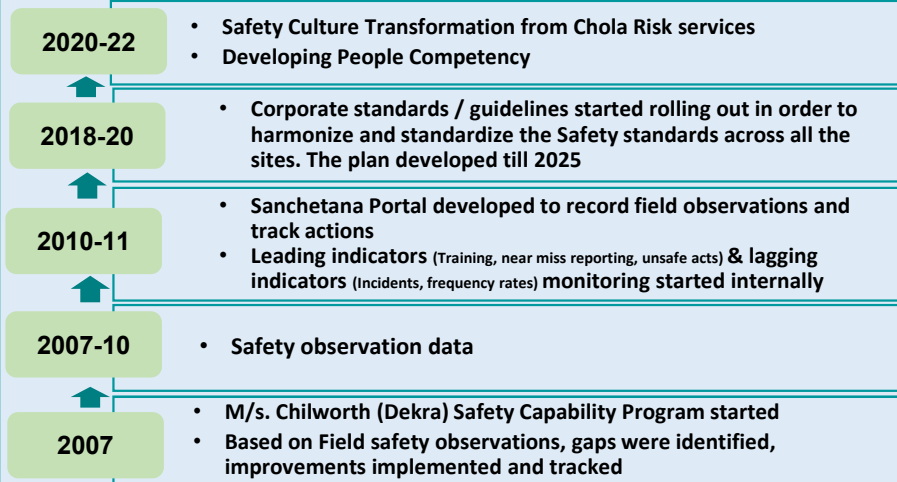 2020-22
• Safety Culture Transformation from Chola Risk services
• Developing People Competency
2018-20
• Corporate standards / guidelines started rolling out in order to
harmonize and standardize the Safety standards across all the
sites. The plan developed till 2025
2010-11
• Sanchetana Portal developed to record field observations and
track actions
• Leading indicators (Training, near miss reporting, unsafe acts) & lagging
indicators (Incidents, frequency rates) monitoring started internally
2007-10
• Safety observation data
2007
• M/s. Chilworth (Dekra) Safety Capability Program started
• Based on Field safety observations, gaps were identified,
improvements implemented and tracked